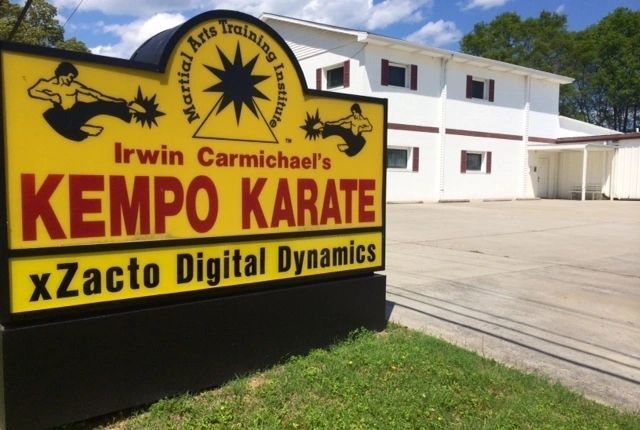 Martial Arts Training Institute
TM
Irwin Carmichael's
KEMPO KARATE
xZacto Digital Dynamics